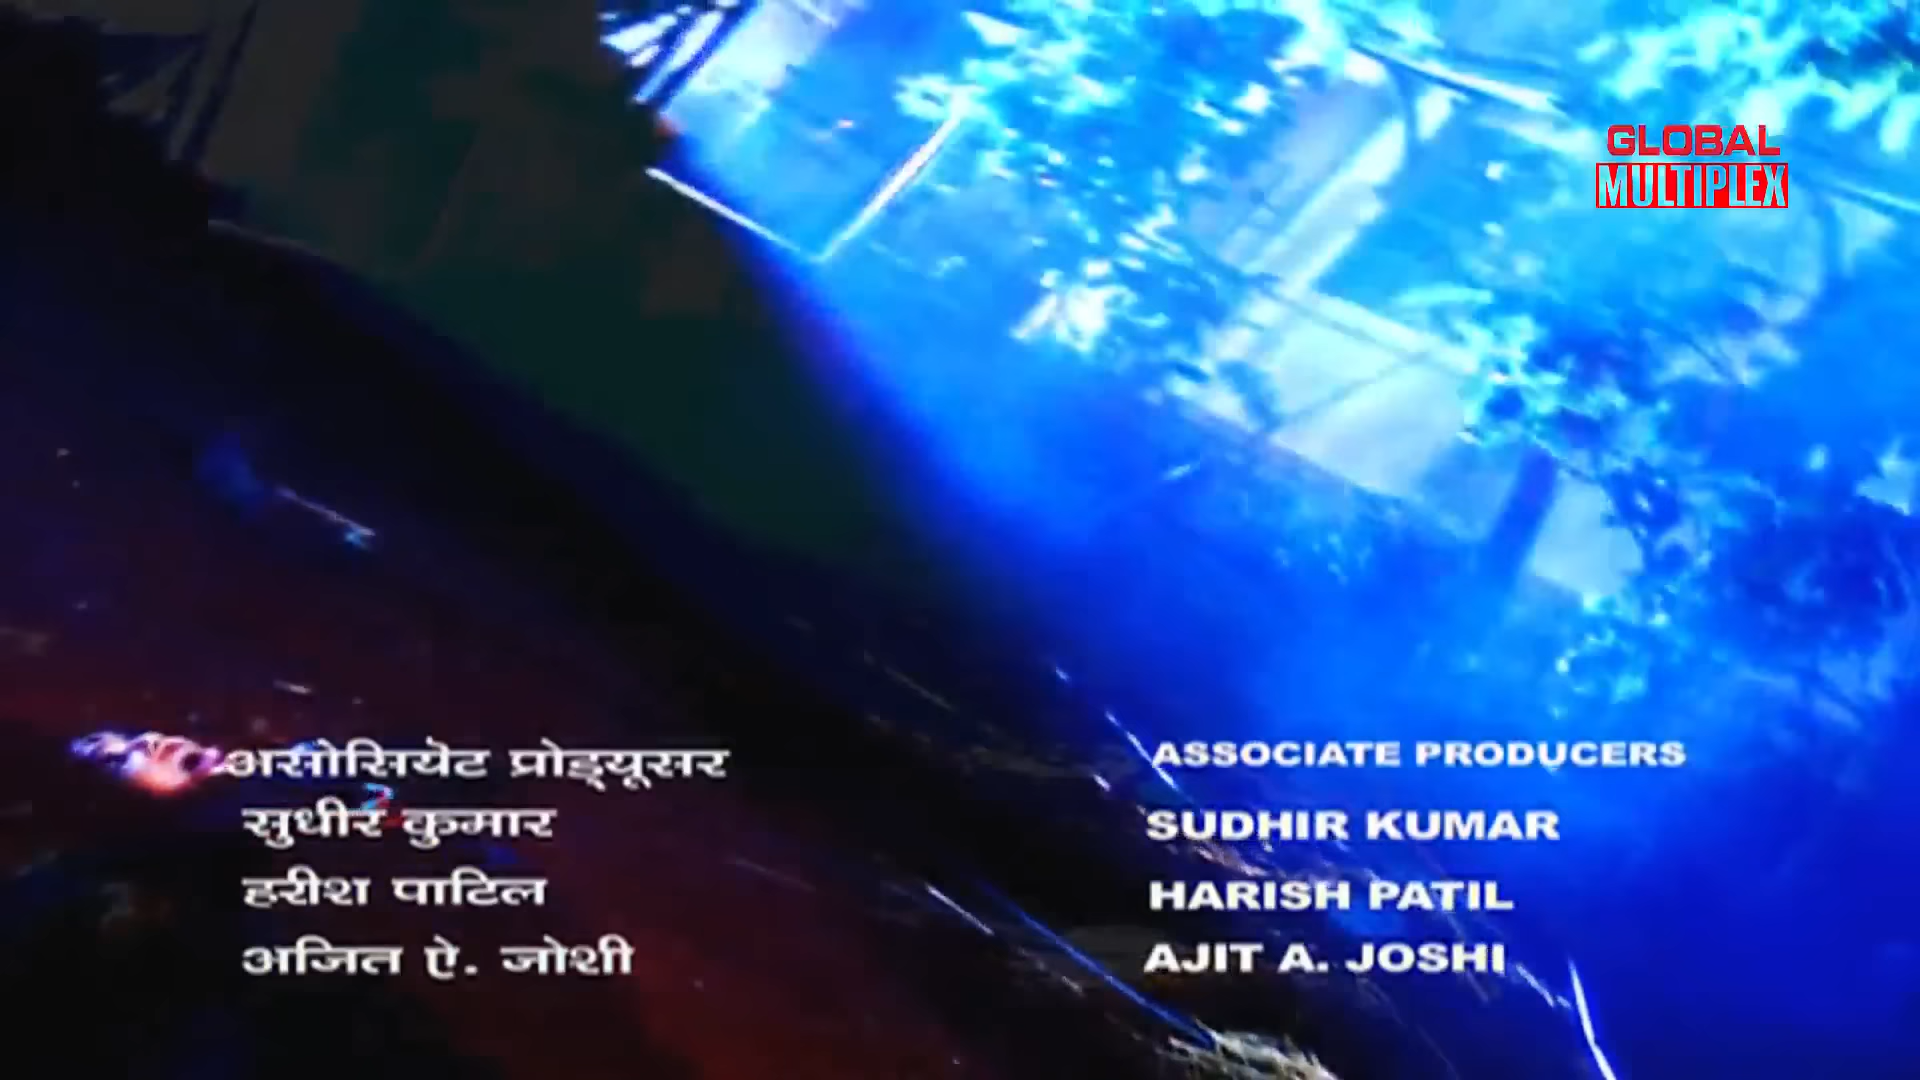 GLOBAL
MULTIPLEX
असोसियेट प्रोड्यूसर
सुधीर कुमार
हरीश पाटिल
अजित ऐ. जोशी
ASSOCIATE PRODUCERS
SUDHIR KUMAR
HARISH PATIL
AJIT A. JOSHI